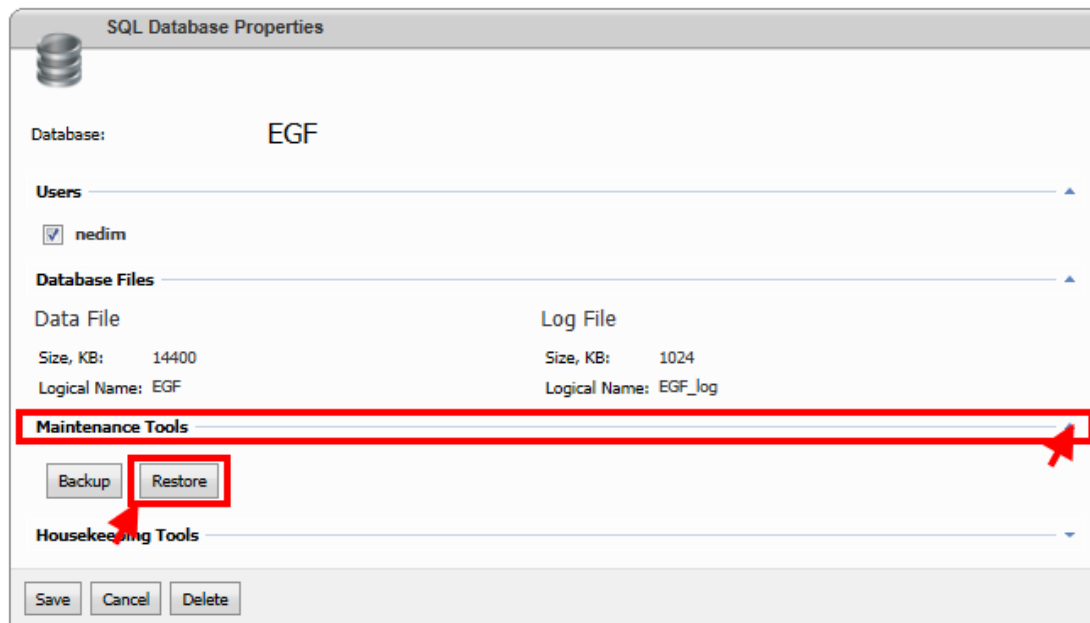 SQL Database Properties
Database: EGF
Users
nedim
Database Files
Data File Log File
Size, KB: 14400 Size, KB: 1024
Logical Name: EGF Logical Name: EGF_log
Maintenance Tools
Backup Restore
Housekeeping Tools
Save Cancel Delete